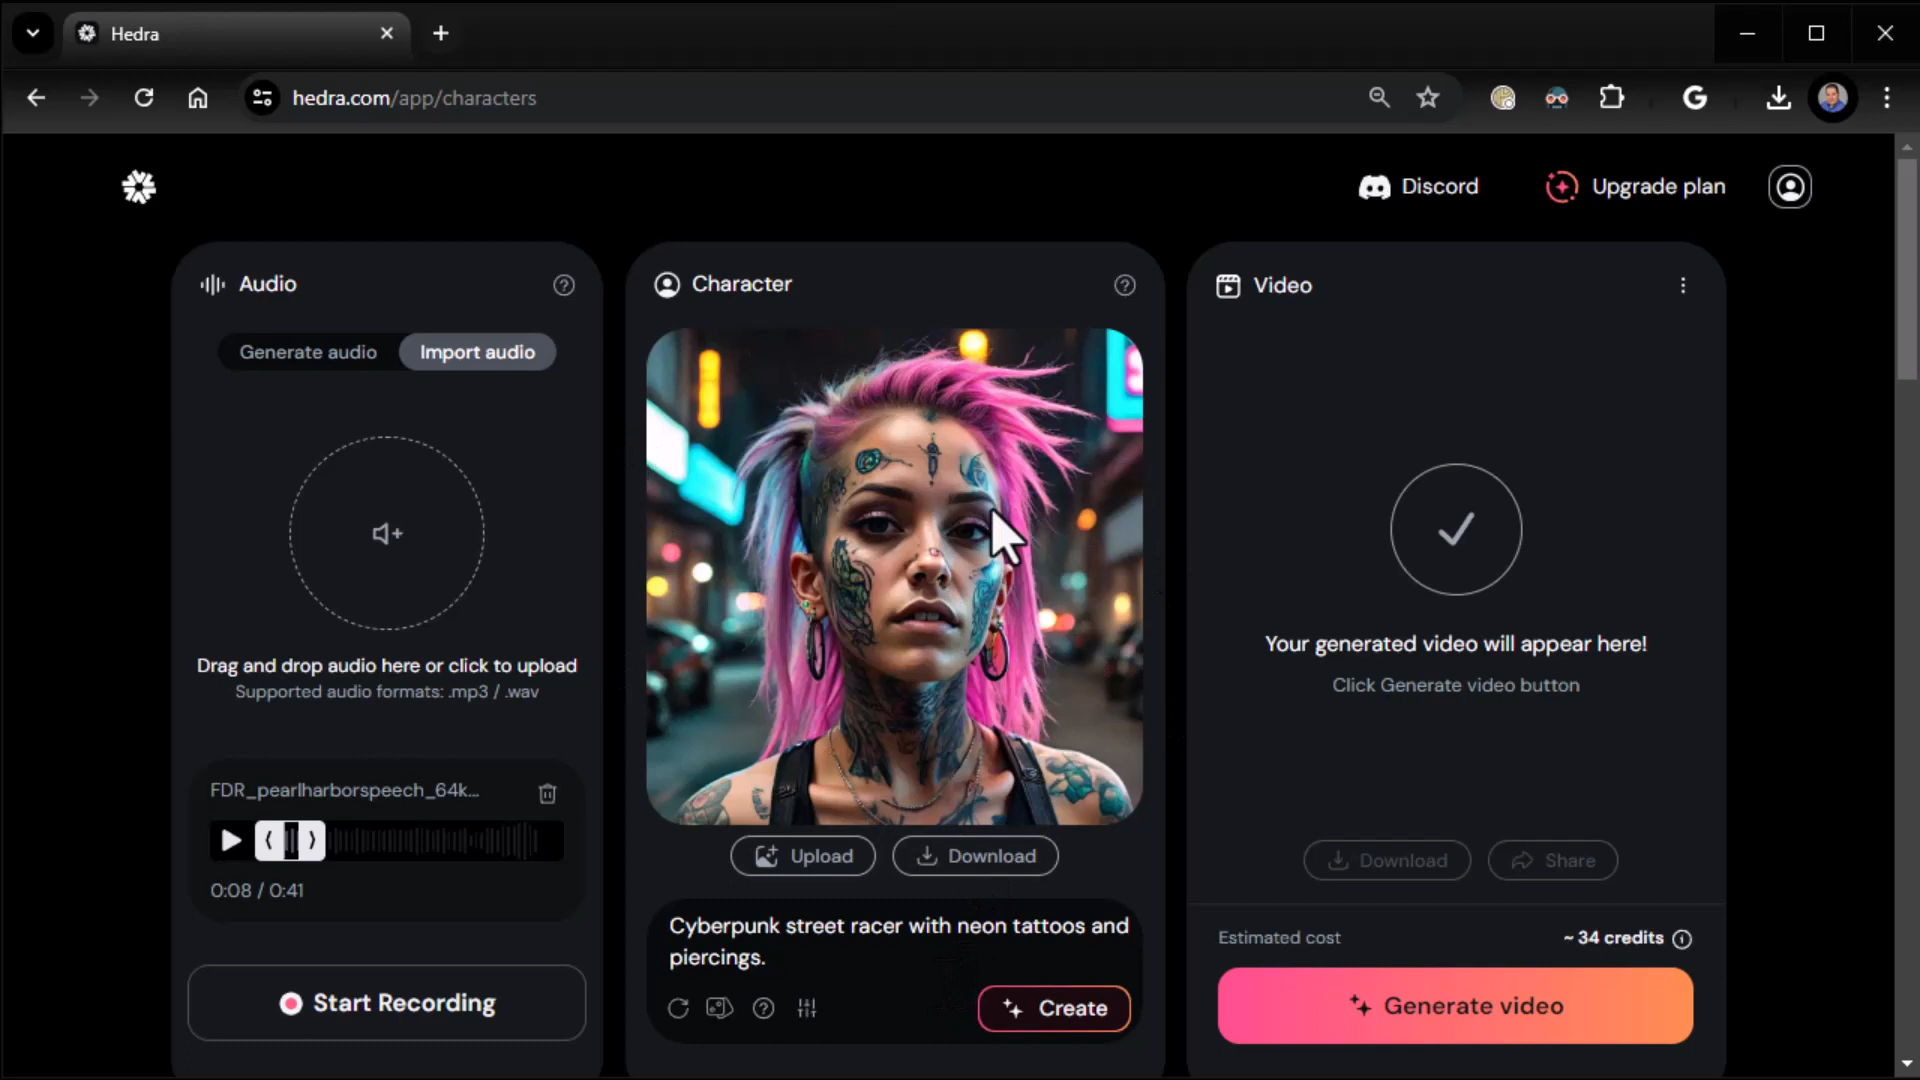 Hedra
hedra.com/app/characters
Discord
Upgrade plan
Audio
Generate audio
Import audio
Drag and drop audio here or click to upload
Supported audio formats: .mp3 / .wav
FDR_pearlharborspeech_64k...
0:08 / 0:41
Start Recording
Character
Upload
Download
Cyberpunk street racer with neon tattoos and
piercings.
Create
Video
Your generated video will appear here!
Click Generate video button
Download
Share
Estimated cost
~ 34 credits
Generate video